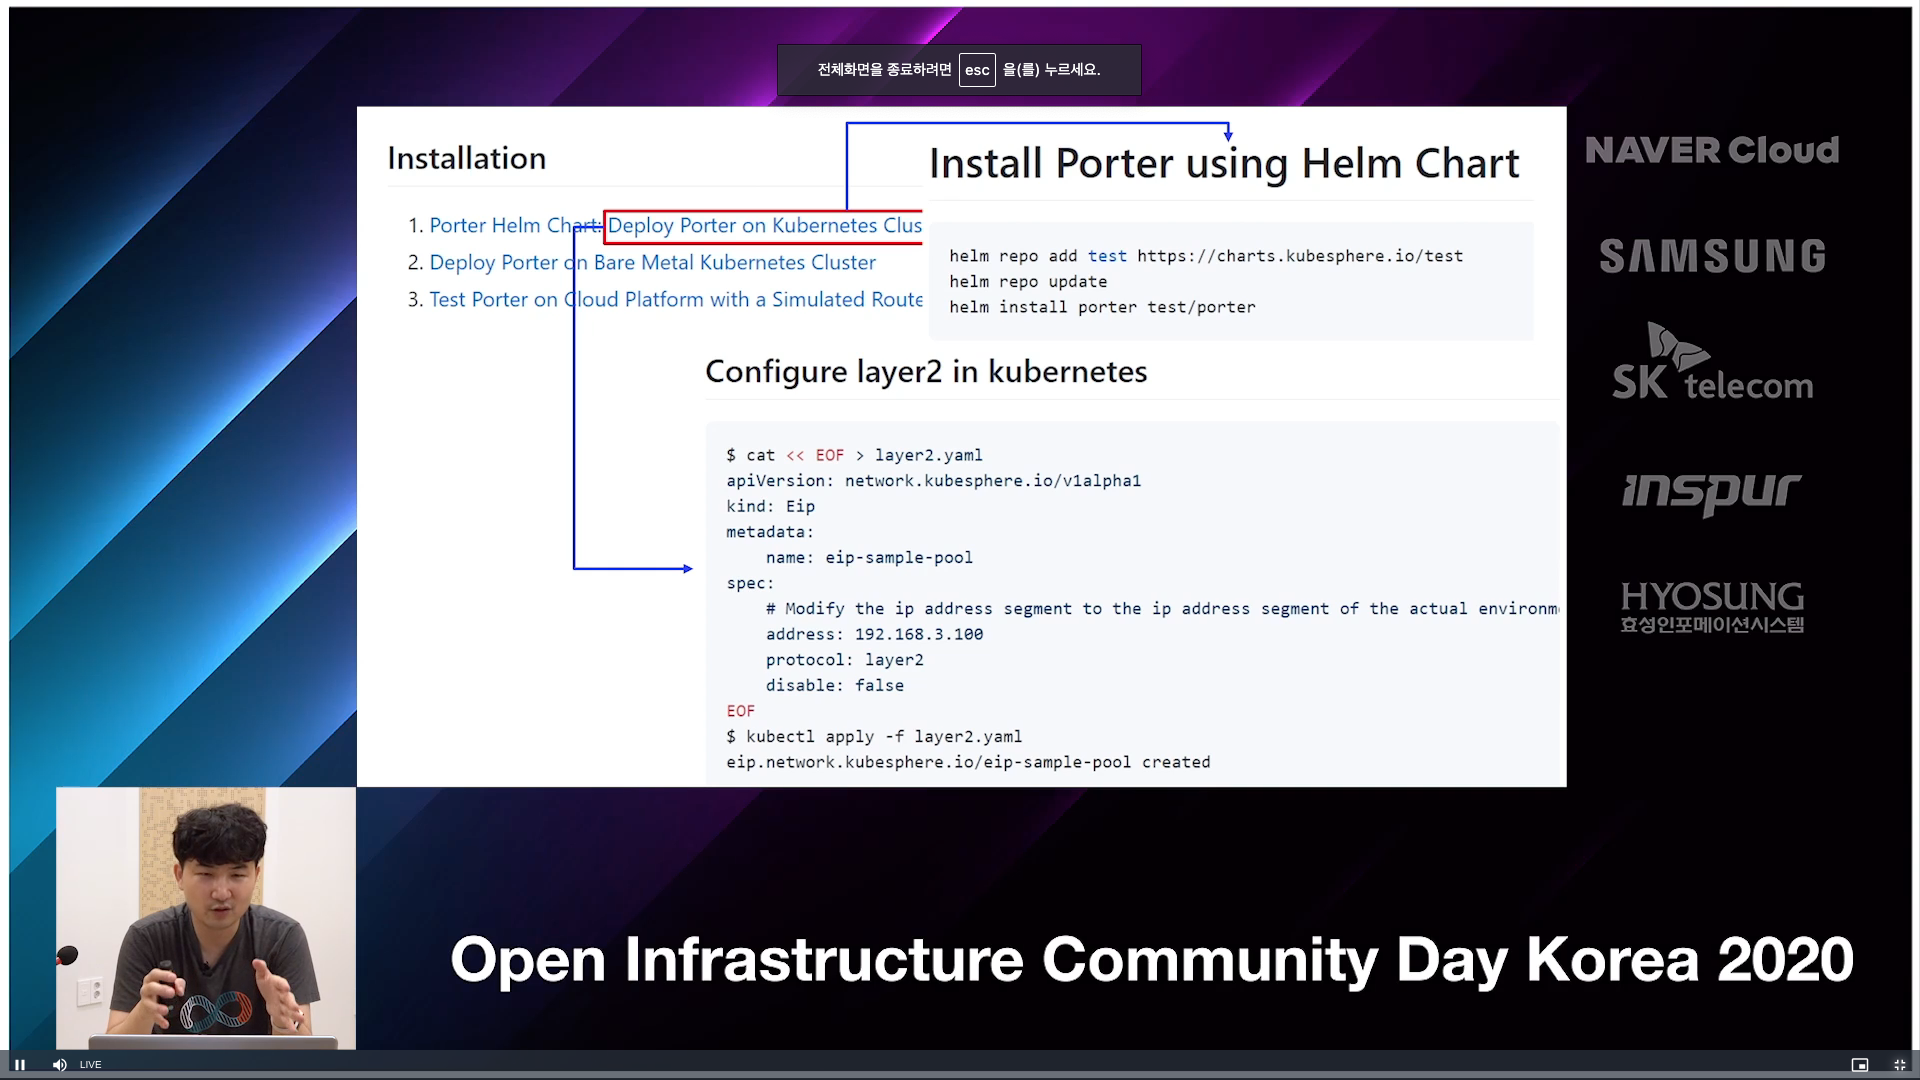 전체화면을 종료하려면 esc 을(를) 누르세요.
Installation
1. Porter Helm Chart: Deploy Porter on Kubernetes Clus
2. Deploy Porter on Bare Metal Kubernetes Cluster
3. Test Porter on Cloud Platform with a Simulated Route
Install Porter using Helm Chart
helm repo add test https://charts.kubesphere.io/test
helm repo update
helm install porter test/porter
Configure layer2 in kubernetes
$ cat << EOF > layer2.yaml
apiVersion: network.kubesphere.io/v1alpha1
kind: Eip
metadata:
name: eip-sample-pool
spec:
# Modify the ip address segment to the ip address segment of the actual environm
address: 192.168.3.100
protocol: layer2
disable: false
EOF
$ kubectl apply -f layer2.yaml
eip.network.kubesphere.io/eip-sample-pool created
NAVER Cloud
SAMSUNG
SK telecom
inspur
HYOSUNG
효성인포메이션시스템
Open Infrastructure Community Day Korea 2020
LIVE